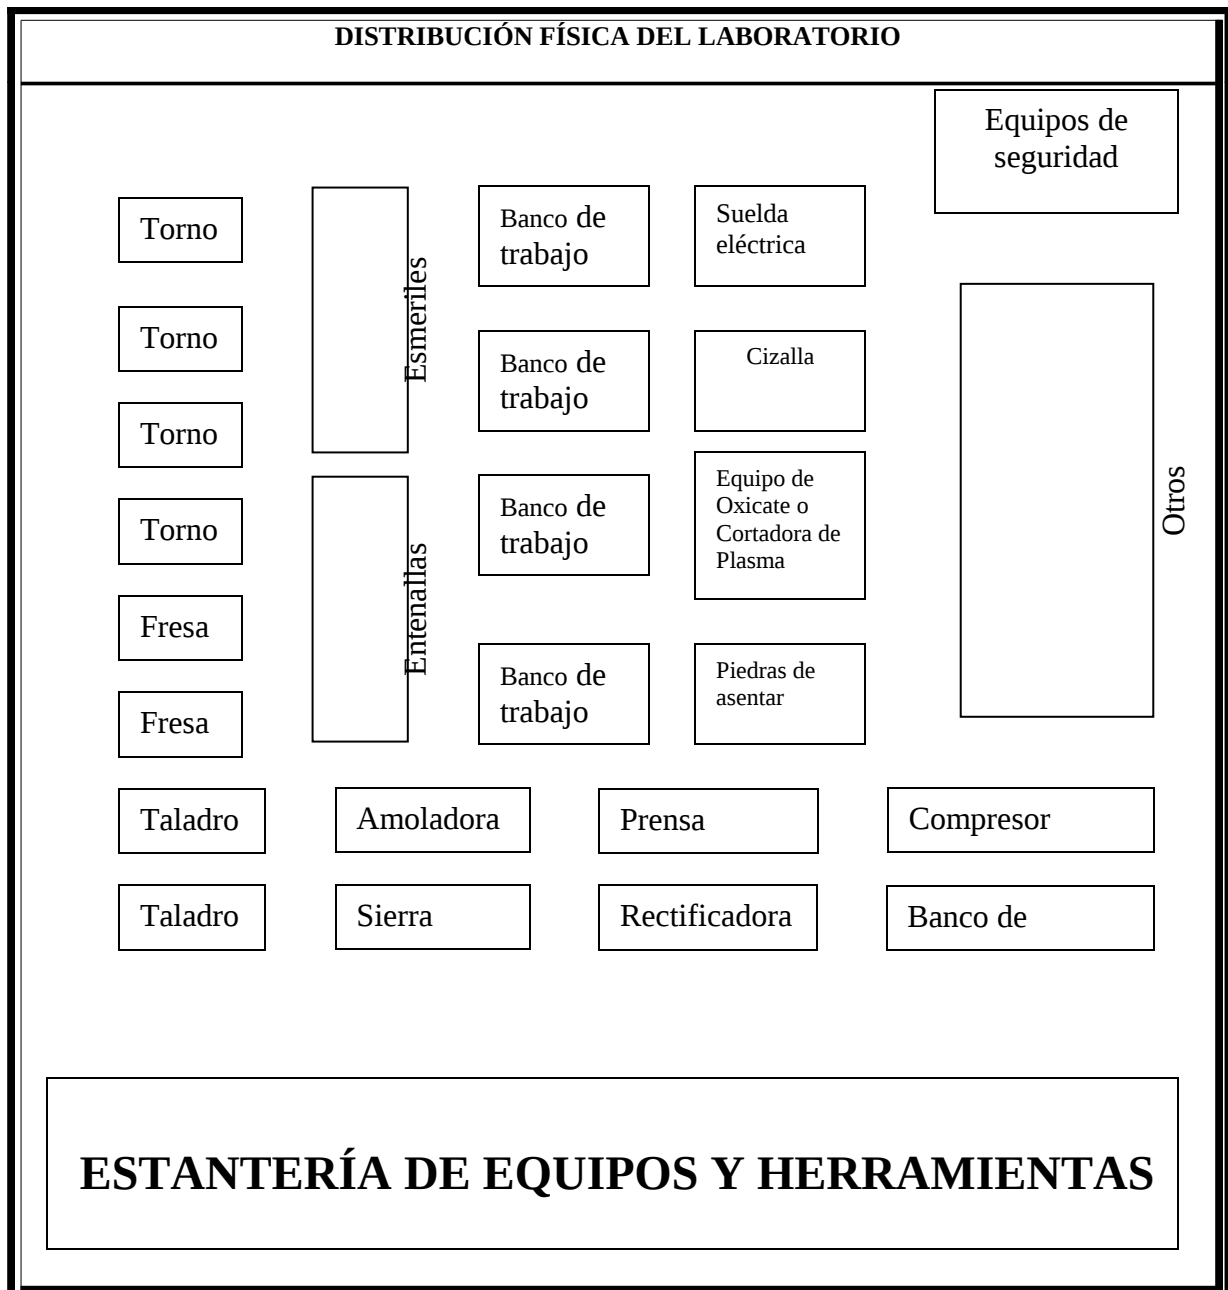 DISTRIBUCIÓN FÍSICA DEL LABORATORIO
Equipos de
seguridad
Torno
Torno
Torno
Torno
Fresa
Fresa
Esmeriles
Entenallas
Banco de
trabajo
Banco de
trabajo
Banco de
trabajo
Banco de
trabajo
Suelda
eléctrica
Cizalla
Equipo de
Oxicate o
Cortadora de
Plasma
Piedras de
asentar
Otros
Taladro
Amoladora
Prensa
Compresor
Taladro
Sierra
Rectificadora
Banco de
ESTANTERÍA DE EQUIPOS Y HERRAMIENTAS